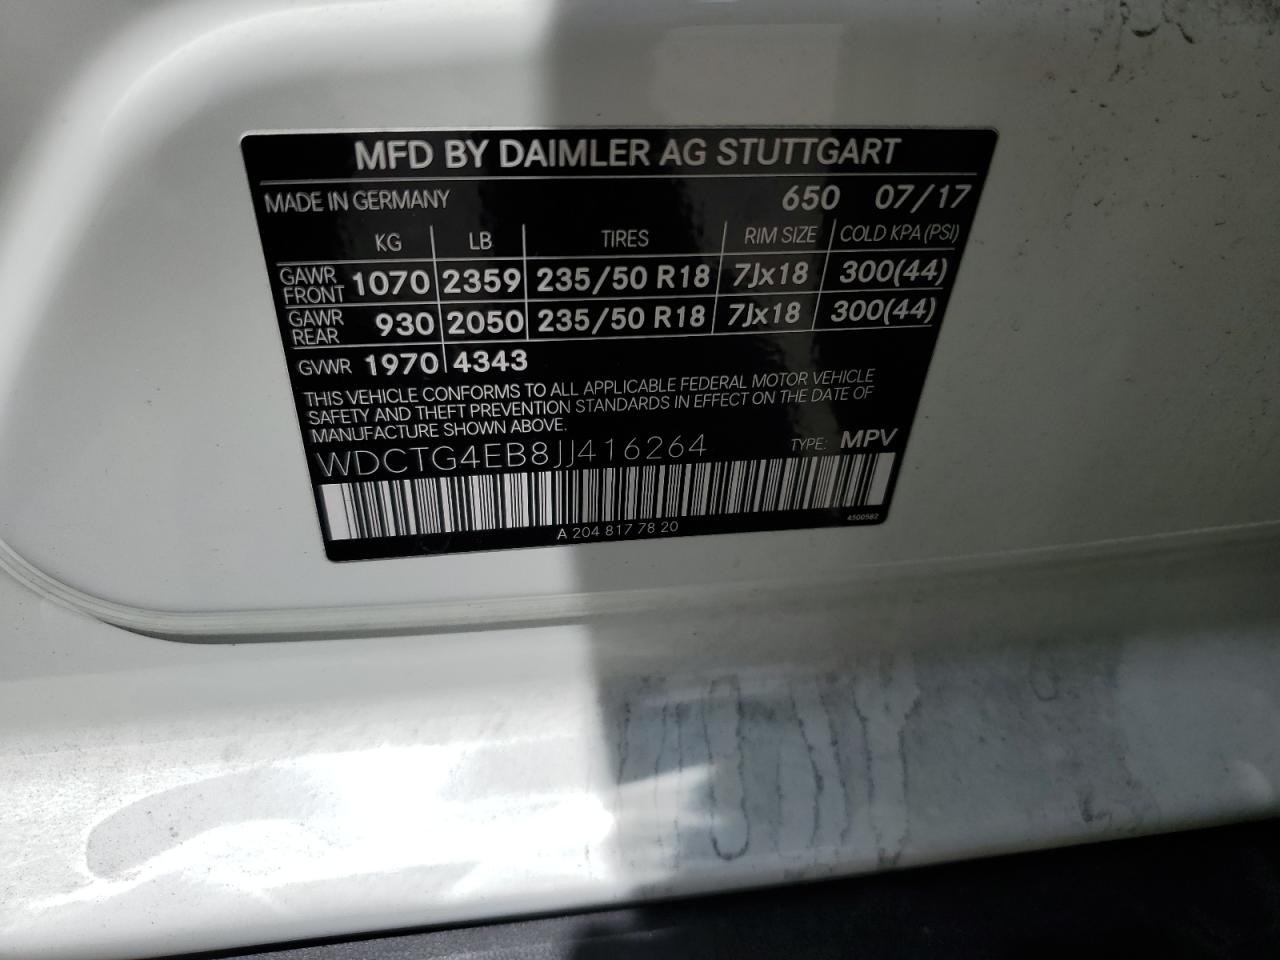 MFD BY DAIMLER AG STUTTGART
MADE IN GERMANY 650 07/17
KG LB TIRES RIM SIZE COLD KPA (PSI)
GAWR FRONT 1070 2359 235/50 R18 7Jx18 300(44)
GAWR REAR 930 2050 235/50 R18 7Jx18 300(44)
GVWR 1970 4343
THIS VEHICLE CONFORMS TO ALL APPLICABLE FEDERAL MOTOR VEHICLE
SAFETY AND THEFT PREVENTION STANDARDS IN EFFECT ON THE DATE OF
MANUFACTURE SHOWN ABOVE.
WDCTG4EB8JJ416264 TYPE: MPV
A 204 817 78 20 4500582